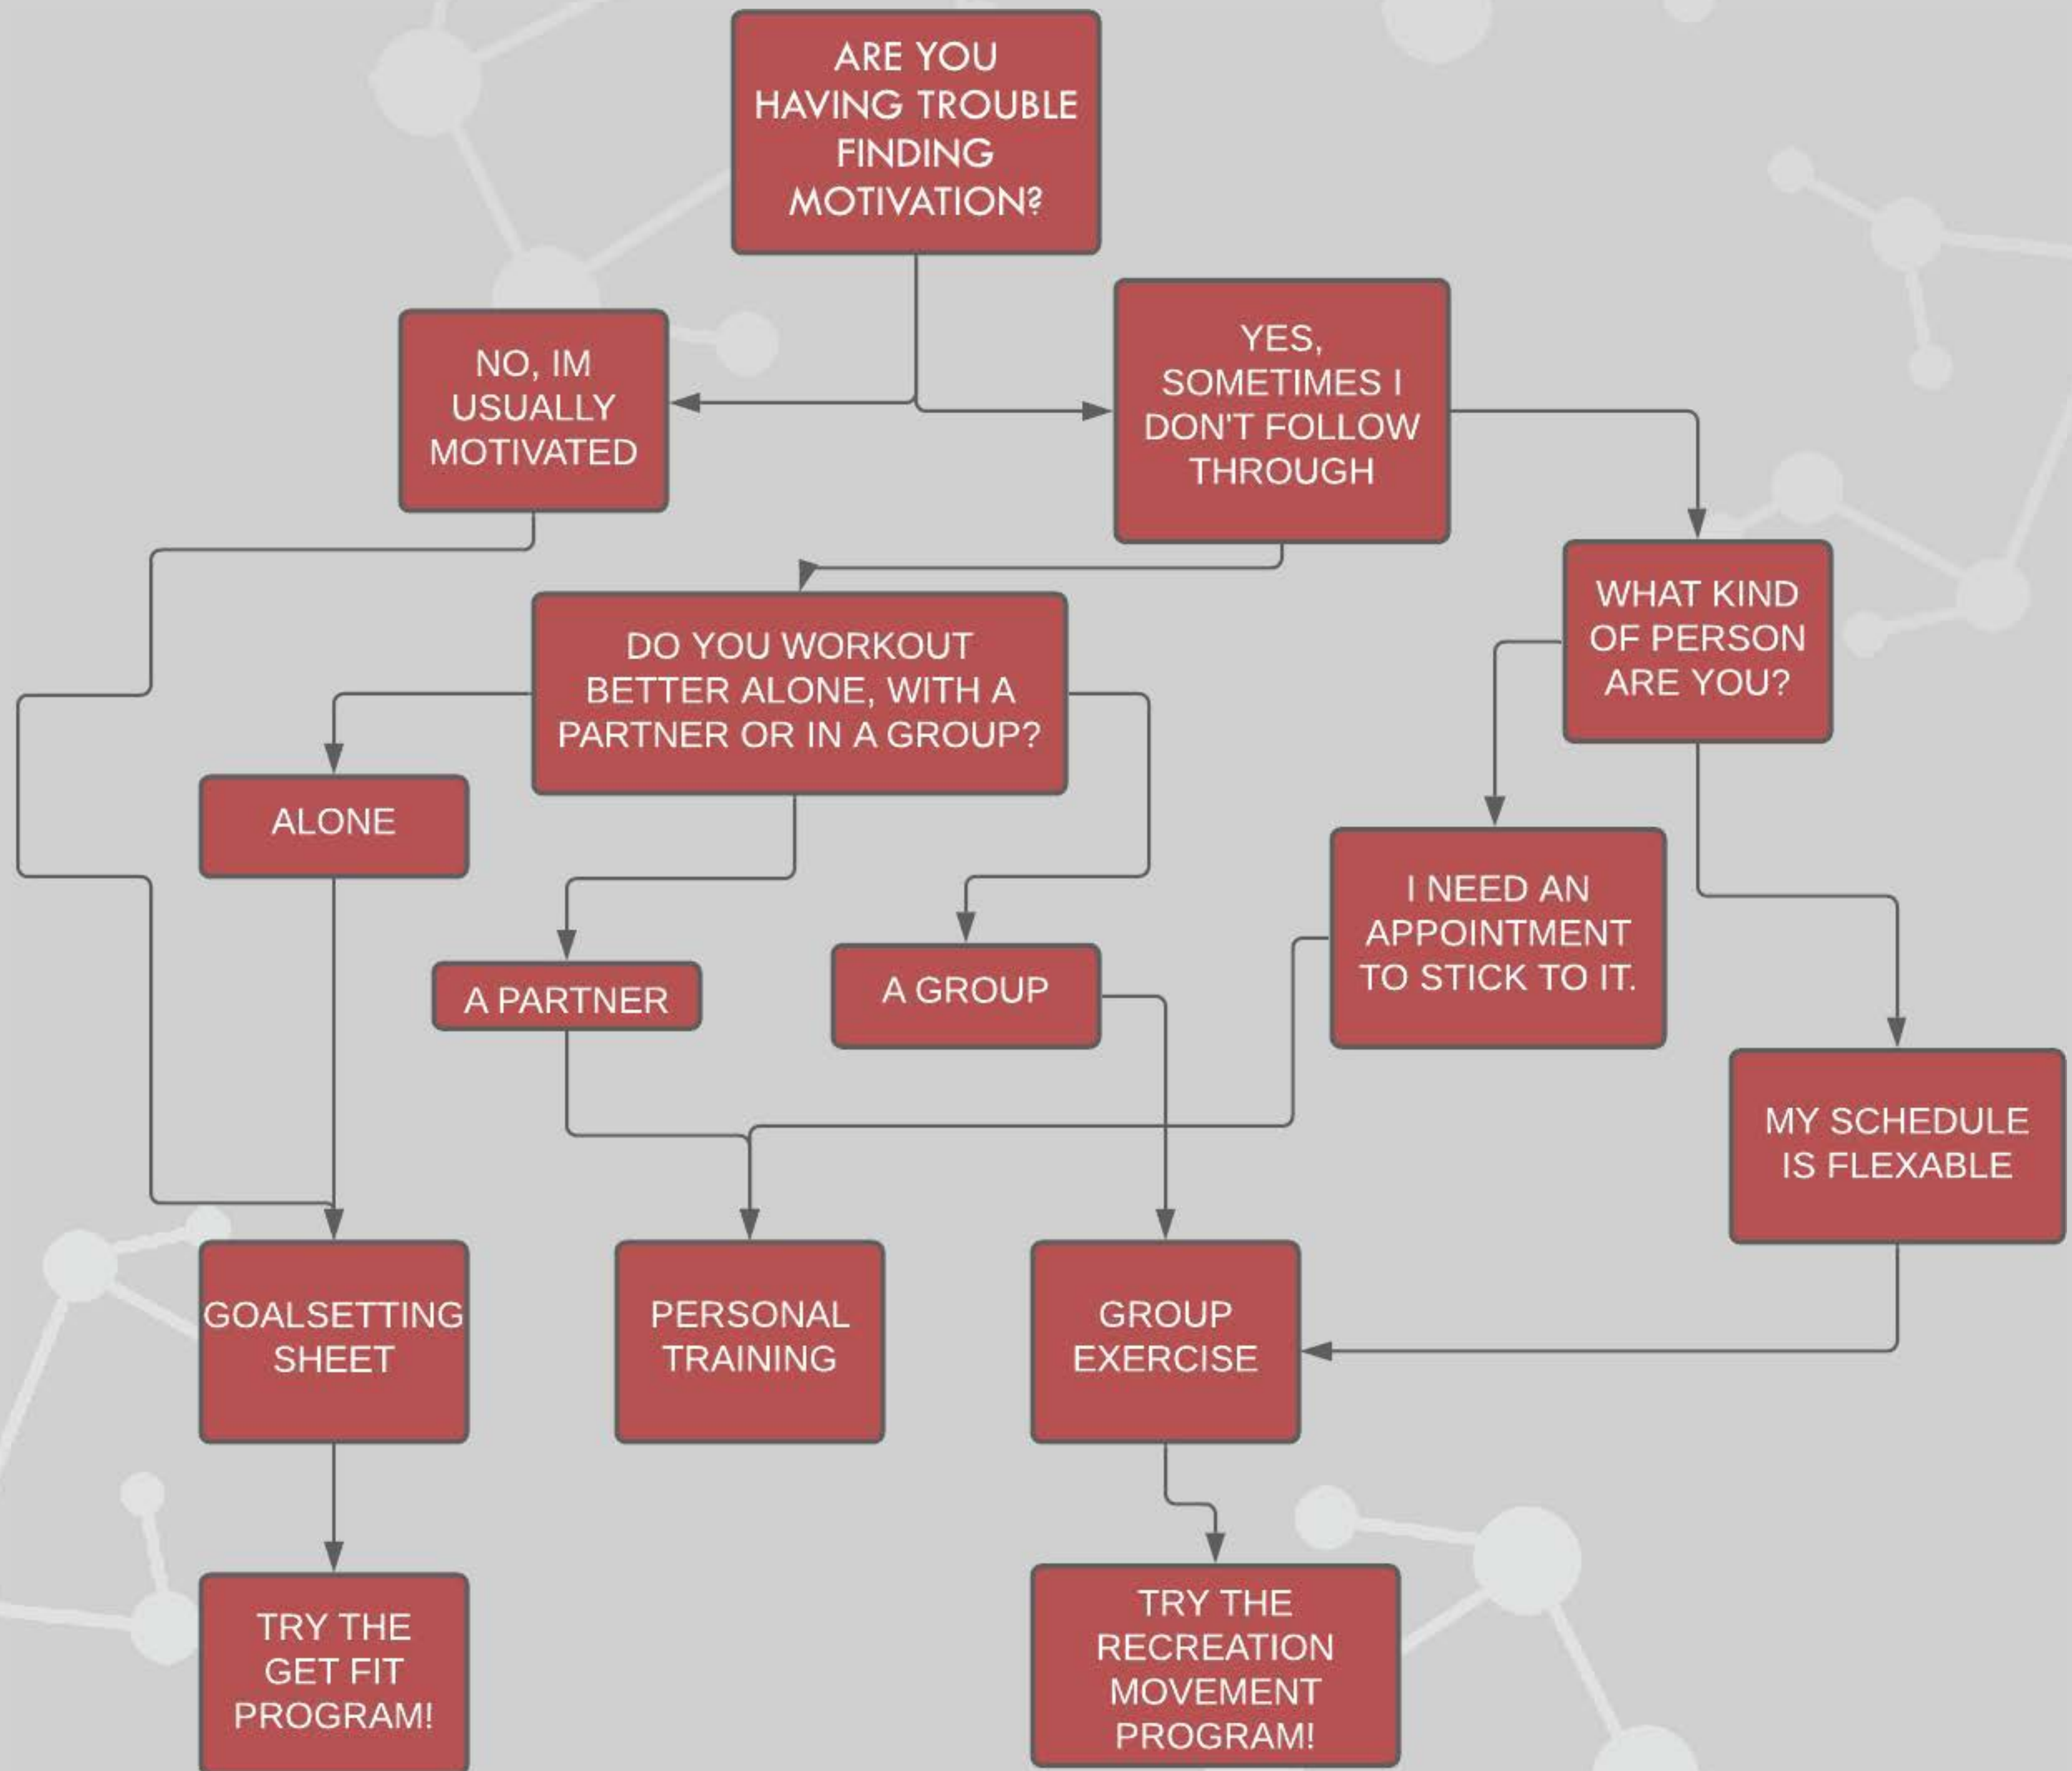 ARE YOU
HAVING TROUBLE
FINDING
MOTIVATION?
NO, IM
USUALLY
MOTIVATED
YES,
SOMETIMES I
DON'T FOLLOW
THROUGH
WHAT KIND
OF PERSON
ARE YOU?
DO YOU WORKOUT
BETTER ALONE, WITH A
PARTNER OR IN A GROUP?
ALONE
A PARTNER
A GROUP
I NEED AN
APPOINTMENT
TO STICK TO IT.
MY SCHEDULE
IS FLEXABLE
GOALSETTING
SHEET
PERSONAL
TRAINING
GROUP
EXERCISE
TRY THE
GET FIT
PROGRAM!
TRY THE
RECREATION
MOVEMENT
PROGRAM!